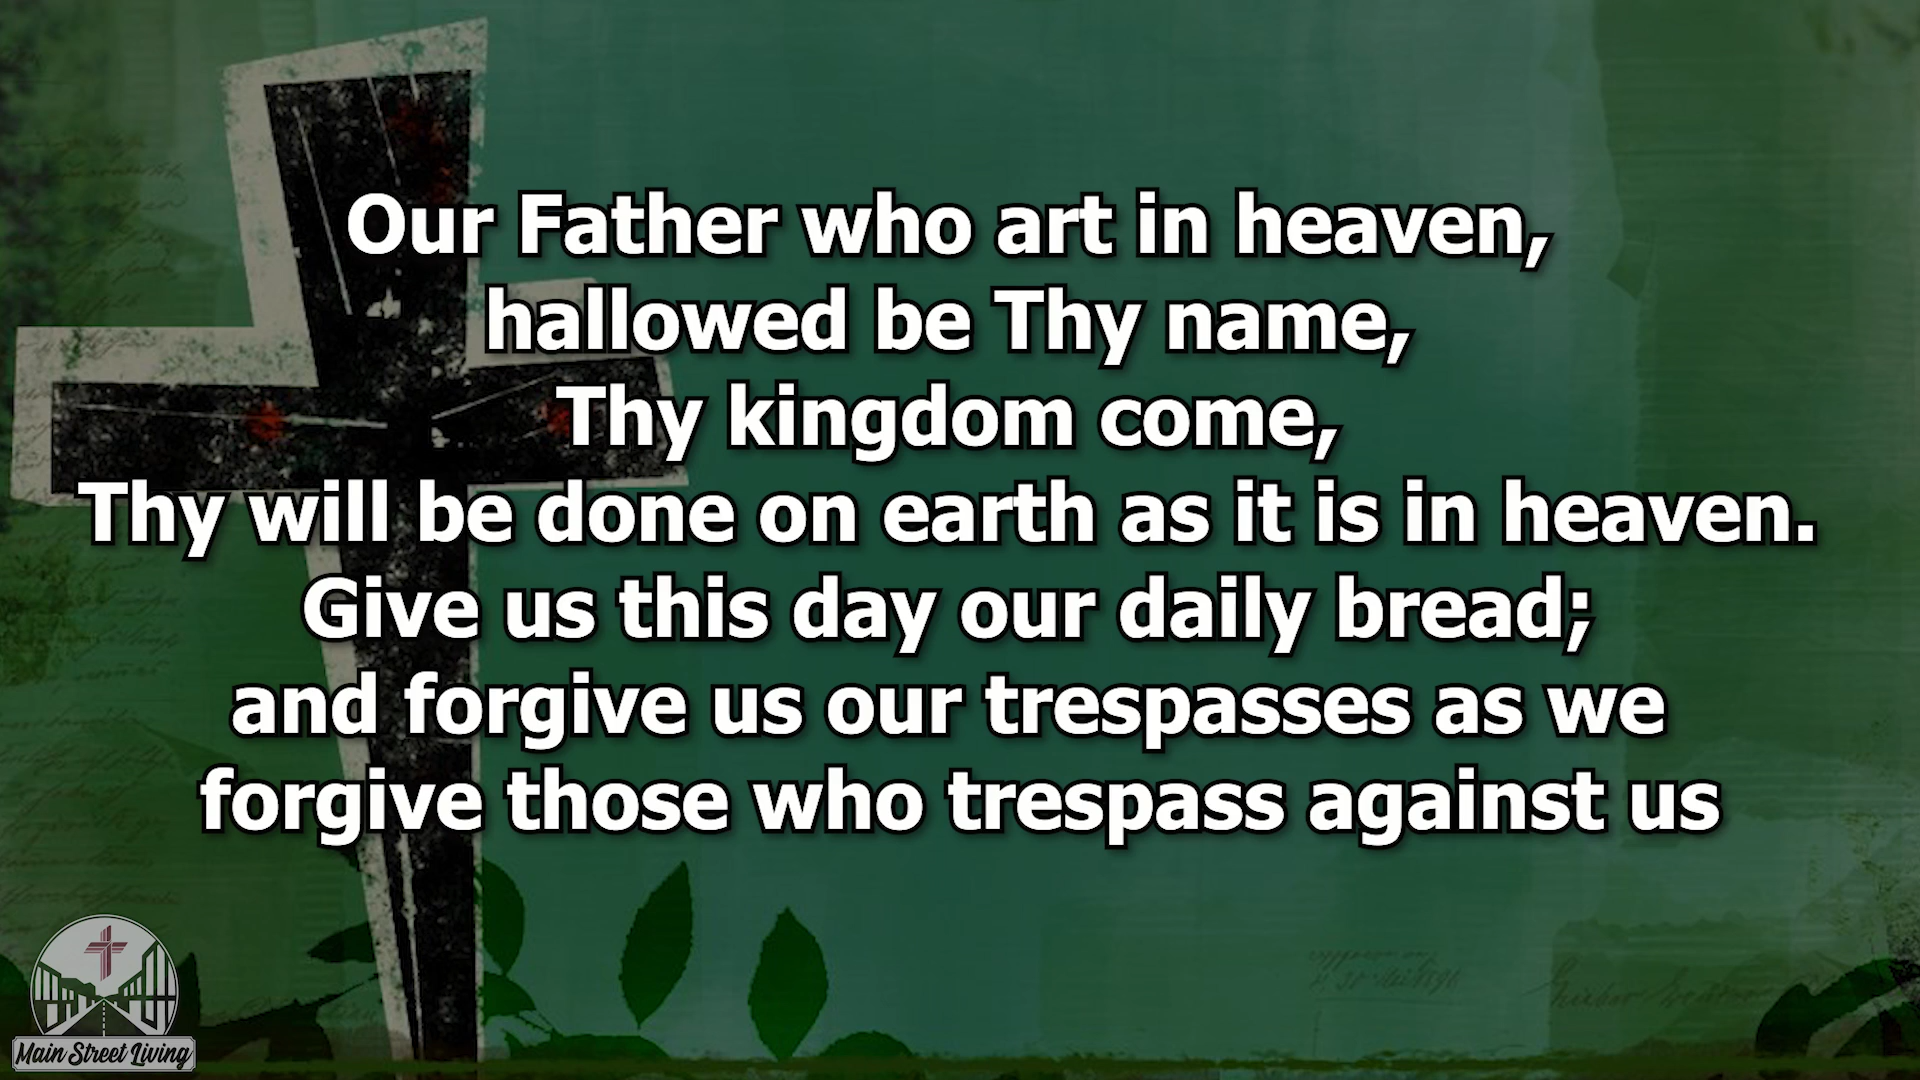 Our Father who art in heaven,
hallowed be Thy name,
Thy kingdom come,
Thy will be done on earth as it is in heaven.
Give us this day our daily bread;
and forgive us our trespasses as we
forgive those who trespass against us
Main Street Living